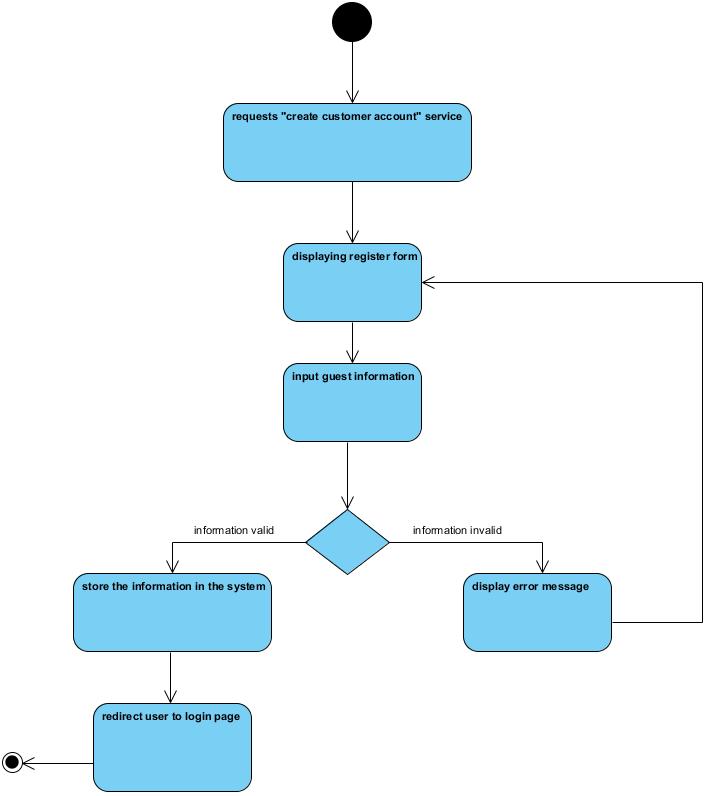 requests "create customer account" service
displaying register form
input guest information
information valid
information invalid
store the information in the system
display error message
redirect user to login page